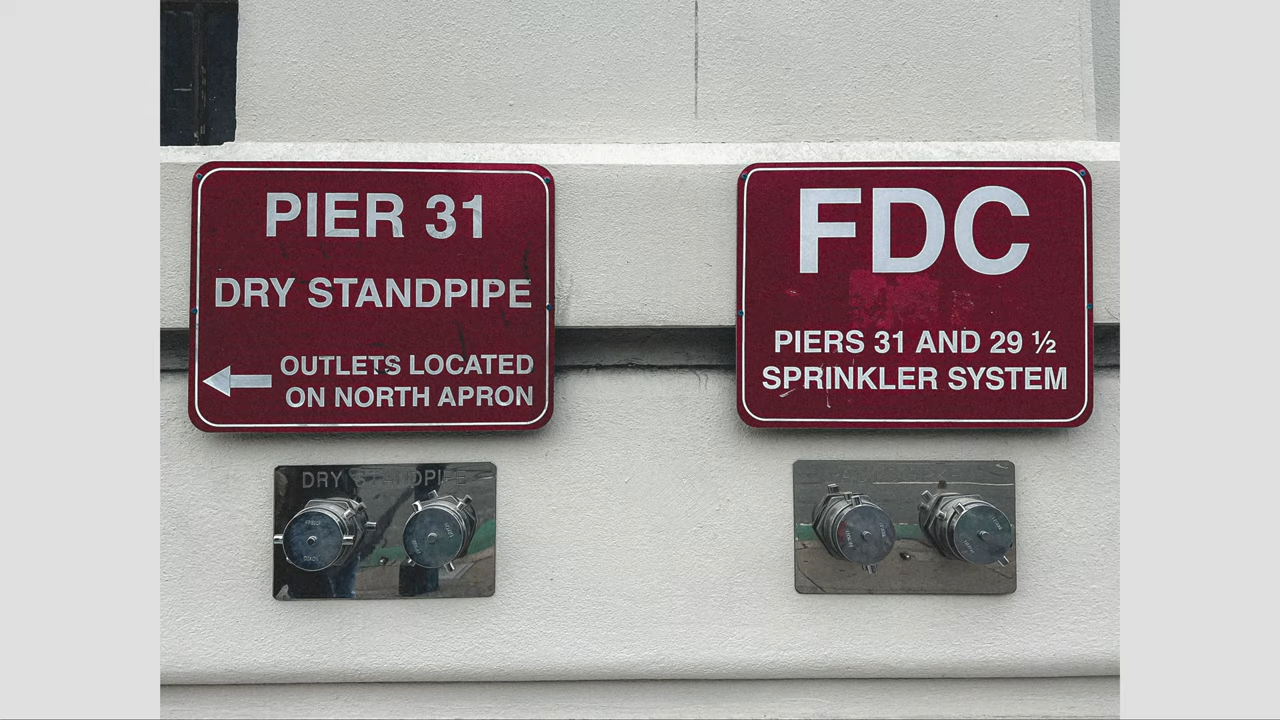 PIER 31
DRY STANDPIPE
OUTLETS LOCATED
ON NORTH APRON
FDC
PIERS 31 AND 29 ½
SPRINKLER SYSTEM
DRY STANDPIPE